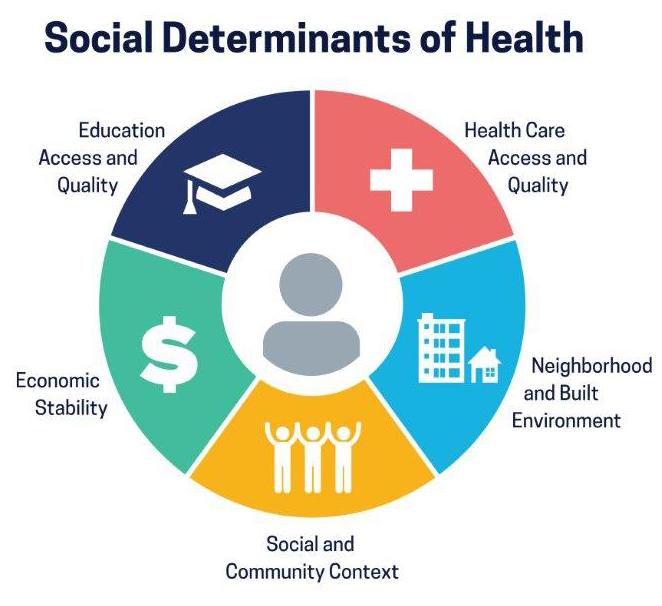 Social Determinants of Health
Education
Access and
Quality
Health Care
Access and
Quality
Economic
Stability
Neighborhood
and Built
Environment
Social and
Community Context
$